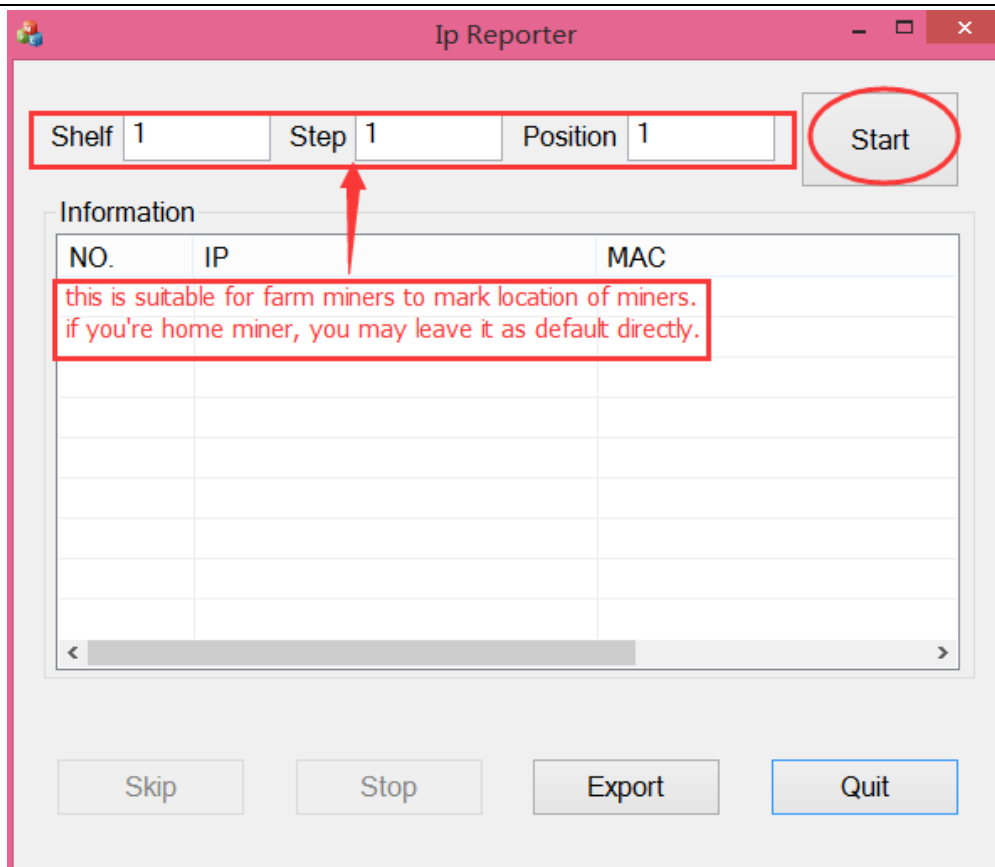 Ip Reporter
Shelf 1 Step 1 Position 1 Start
Information
NO. IP MAC
this is suitable for farm miners to mark location of miners.
if you're home miner, you may leave it as default directly.
Skip Stop Export Quit